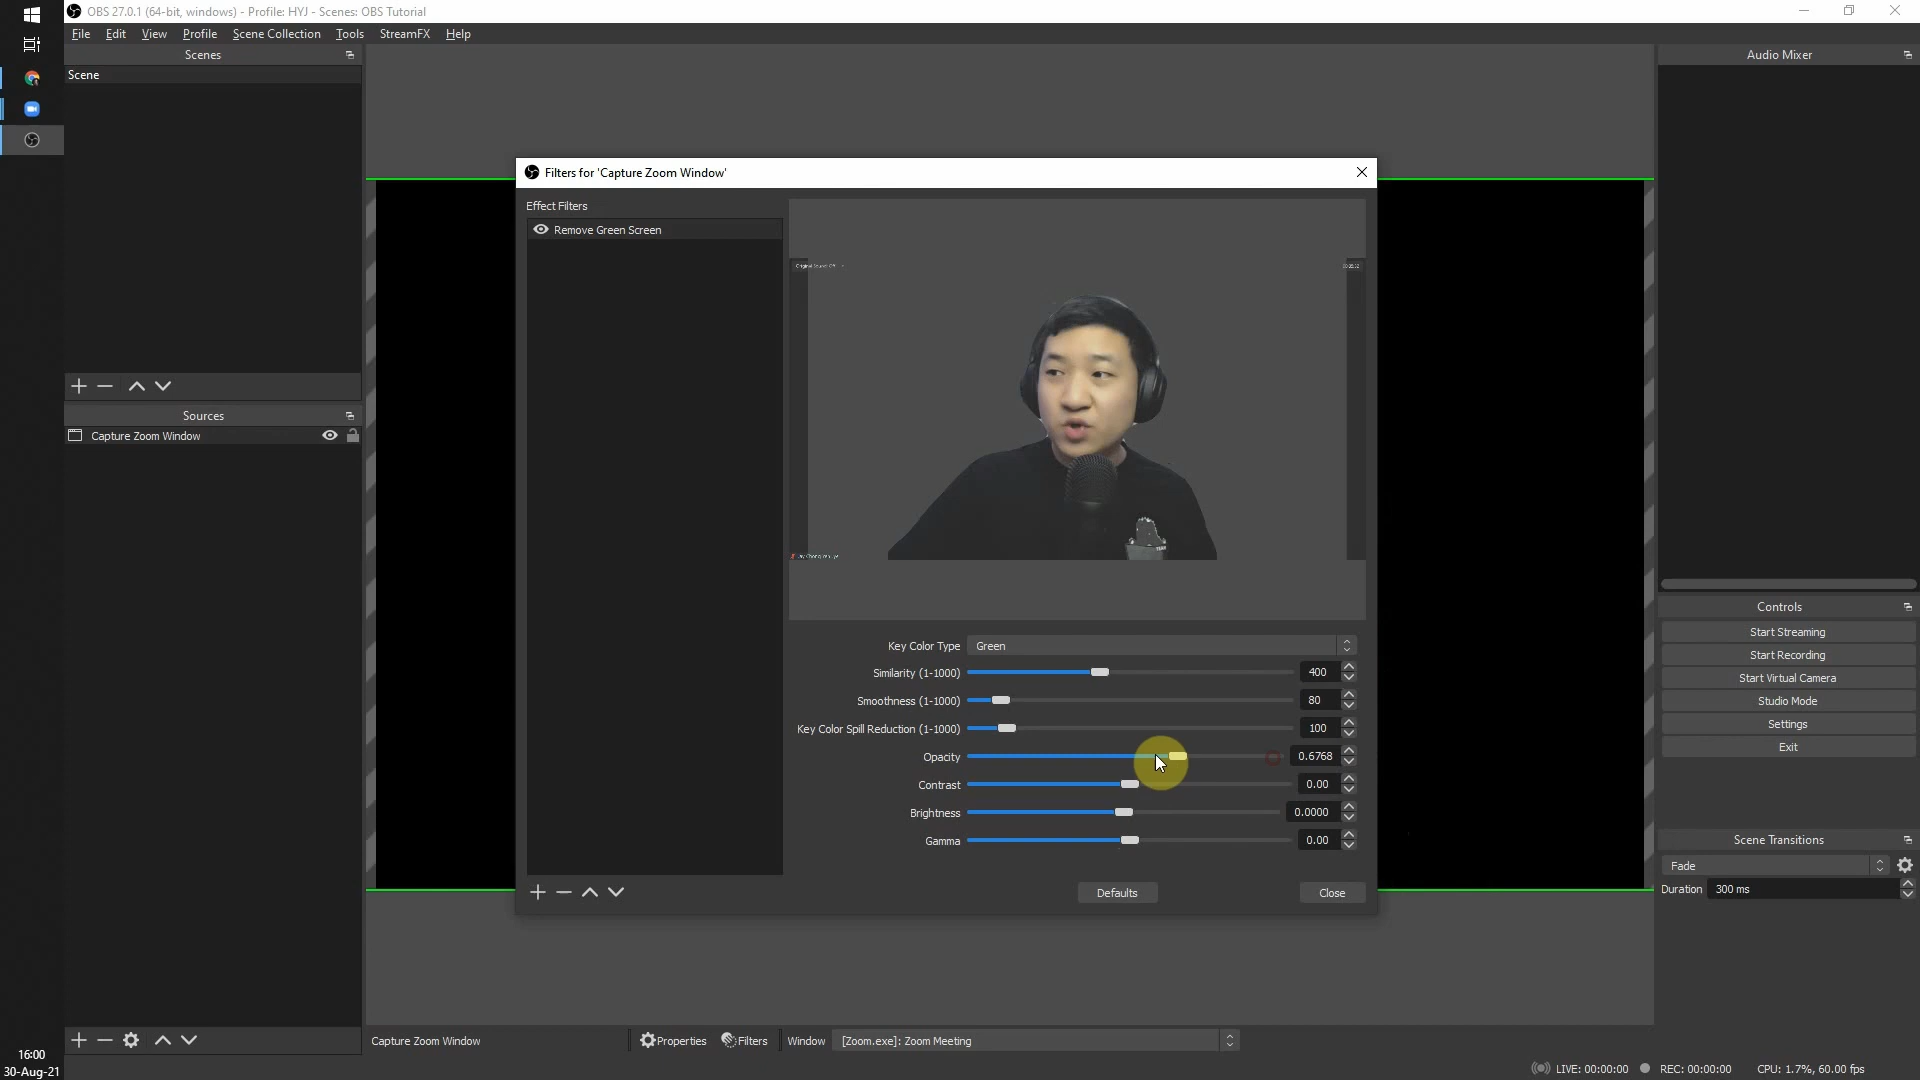 OBS 27.0.1 (64-bit, windows) - Profile: HYJ - Scenes: OBS Tutorial
File Edit View Profile Scene Collection Tools StreamFX Help
Scenes
Scene
Sources
Capture Zoom Window
Filters for 'Capture Zoom Window'
Effect Filters
Remove Green Screen
Original Sound: Off
Key Color Type Green
Similarity (1-1000) 400
Smoothness (1-1000) 80
Key Color Spill Reduction (1-1000) 100
Opacity 0.6768
Contrast 0.00
Brightness 0.0000
Gamma 0.00
Defaults Close
Audio Mixer
Controls
Start Streaming
Start Recording
Start Virtual Camera
Studio Mode
Settings
Exit
Scene Transitions
Fade
Duration 300 ms
Capture Zoom Window Properties Filters Window [Zoom.exe]: Zoom Meeting
16:00
30-Aug-21
LIVE: 00:00:00 REC: 00:00:00 CPU: 1.7%, 60.00 fps